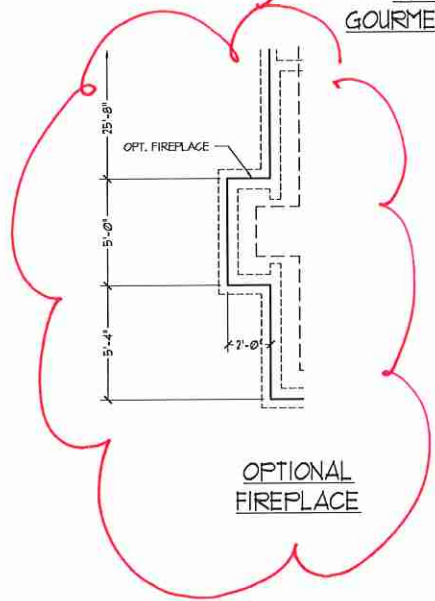 GOURME
25'-8"
OPT. FIREPLACE
5'-0"
5'-4"
2'-0"
OPTIONAL
FIREPLACE